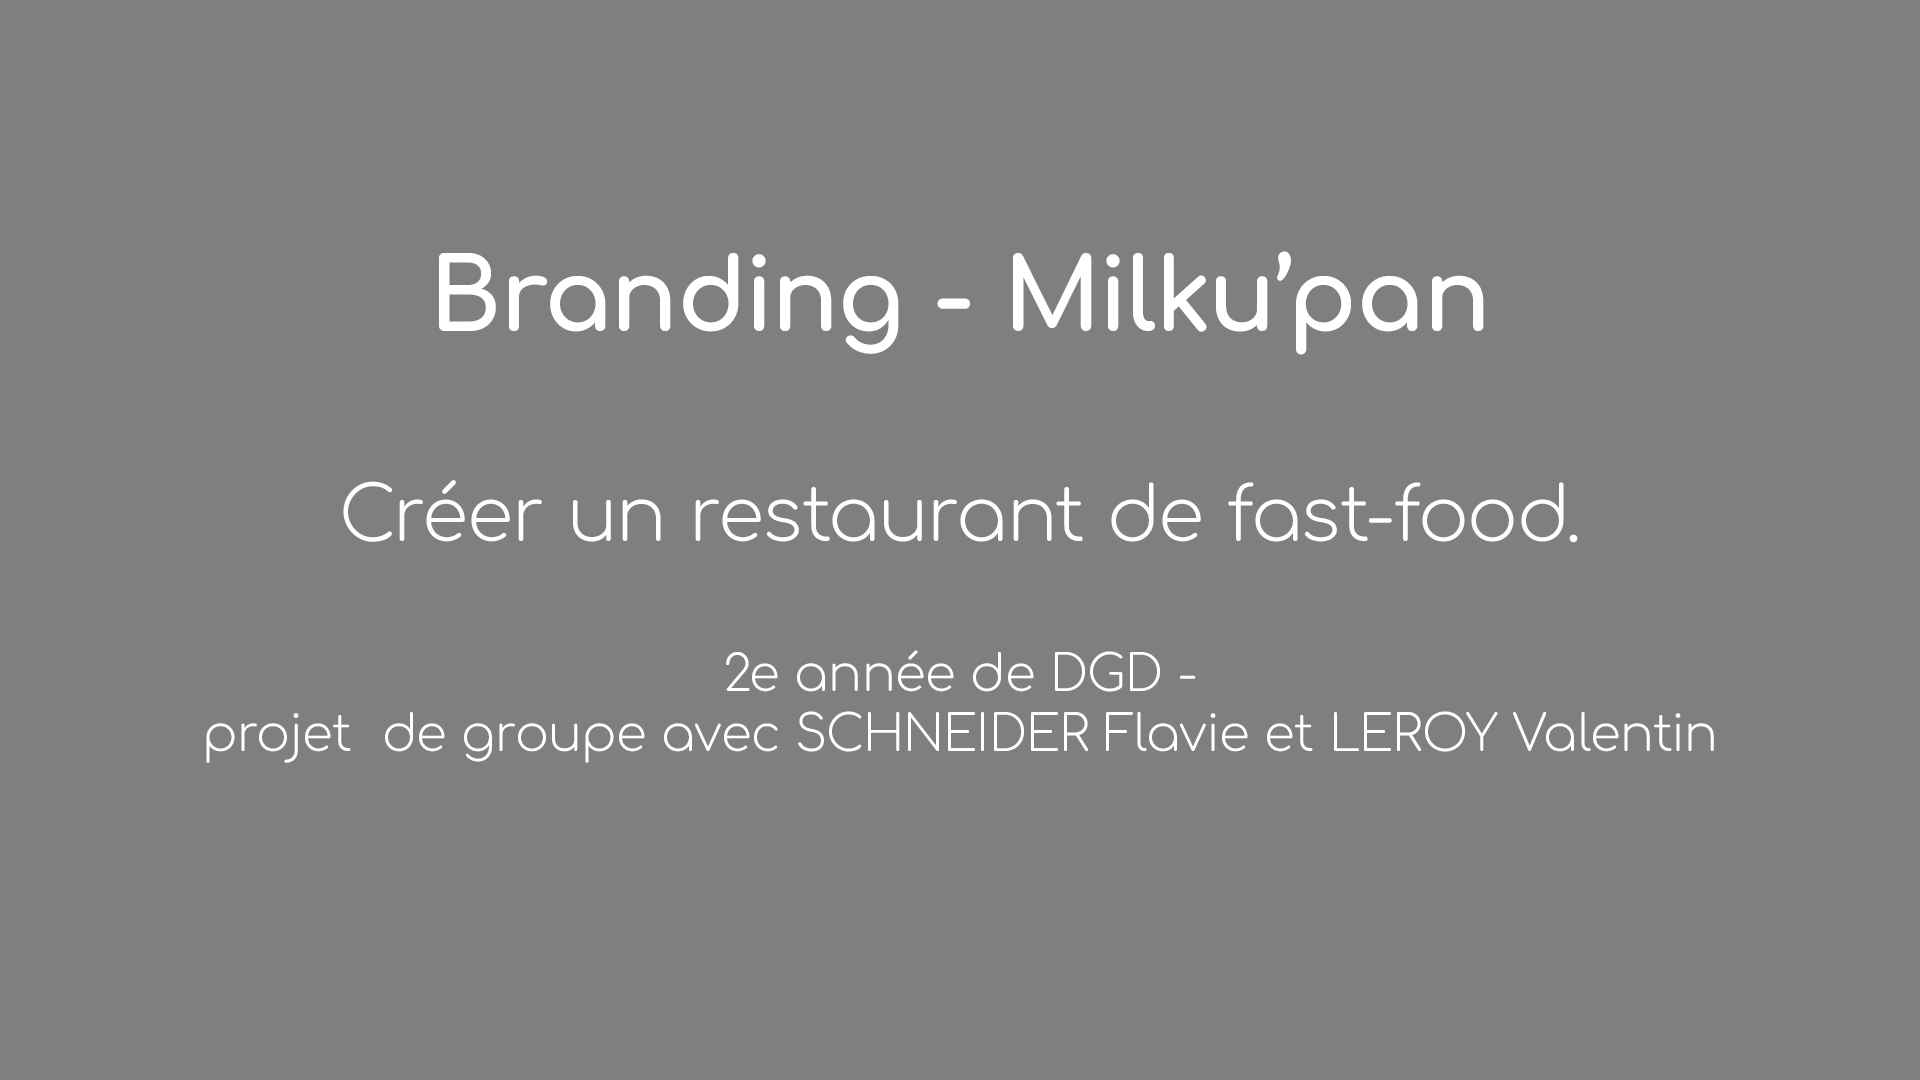 Branding - Milku’pan
Créer un restaurant de fast-food.
2e année de DGD -
projet  de groupe avec SCHNEIDER Flavie et LEROY Valentin